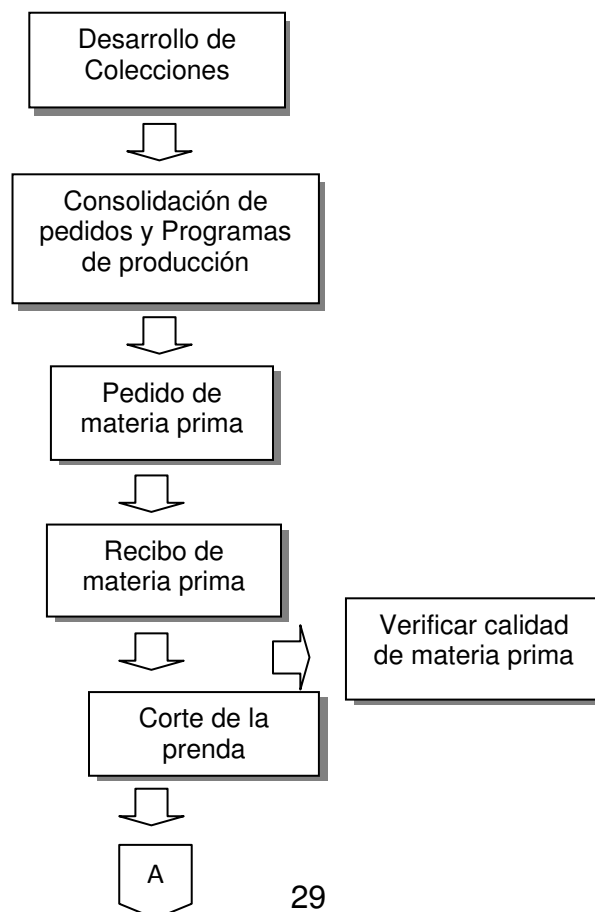 Desarrollo de
Colecciones
Consolidación de
pedidos y Programas
de producción
Pedido de
materia prima
Recibo de
materia prima
Verificar calidad
de materia prima
Corte de la
prenda
A
29